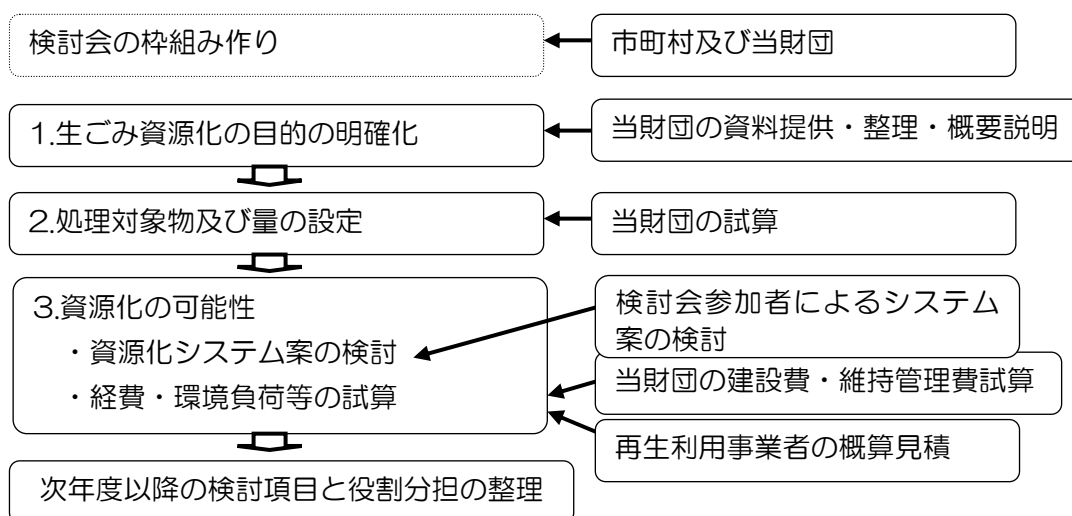 検討会の枠組み作り
市町村及び当財団
1.生ごみ資源化の目的の明確化
当財団の資料提供・整理・概要説明
2.処理対象物及び量の設定
当財団の試算
3.資源化の可能性
・資源化システム案の検討
・経費・環境負荷等の試算
検討会参加者によるシステム
案の検討
当財団の建設費・維持管理費試算
再生利用事業者の概算見積
次年度以降の検討項目と役割分担の整理